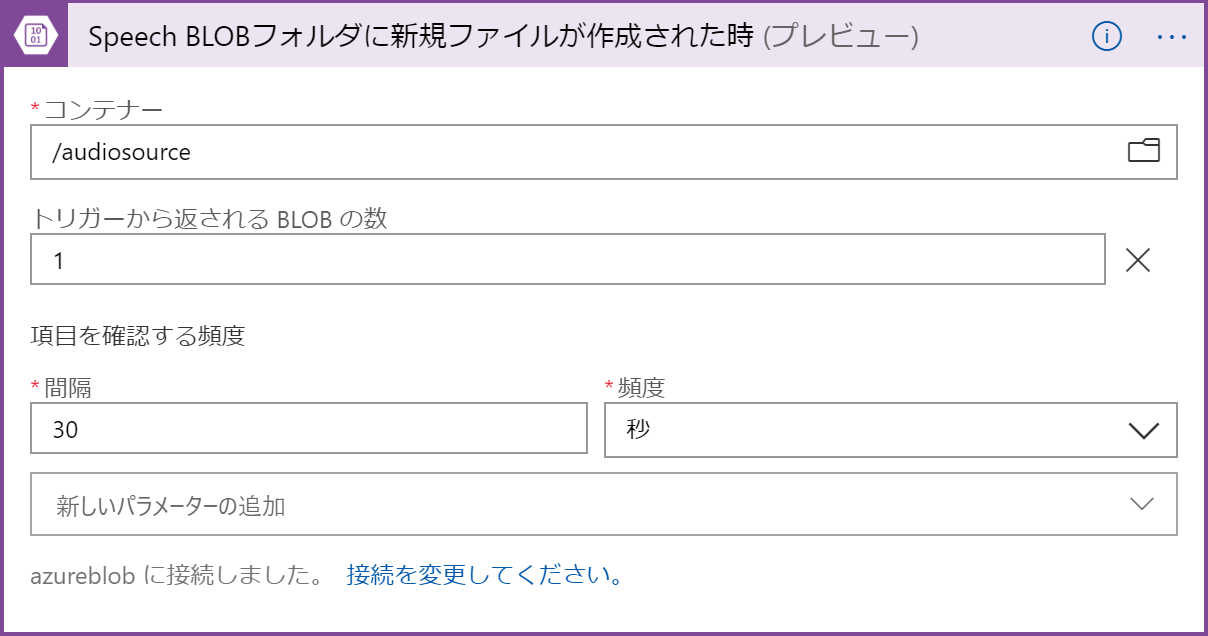 10
01
Speech BLOBフォルダに新規ファイルが作成された時 (プレビュー)
i
...
* コンテナー
/audiosource
トリガーから返される BLOB の数
1
項目を確認する頻度
* 間隔
* 頻度
30
秒
新しいパラメーターの追加
azureblob に接続しました。 接続を変更してください。